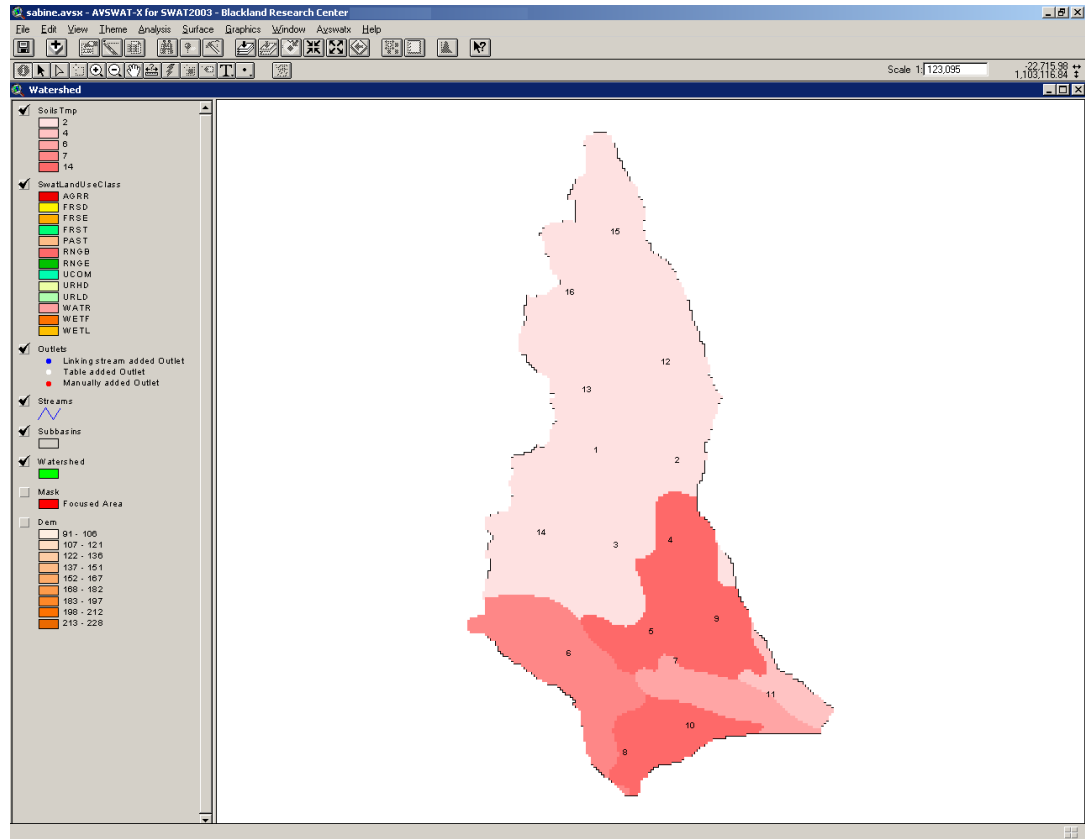 sabine.avsx - AVSWAT-X for SWAT2003 - Blackland Research Center
File Edit View Theme Analysis Surface Graphics Window Avswatx Help
Scale 1: 123,095
-22,715.98
1,103,116.84
Watershed
SoilsTmp
2
4
6
7
14
SwatLandUseClass
AGRR
FRSD
FRSE
FRST
PAST
RNGB
RNGE
UCOM
URHD
URLD
WATR
WETF
WETL
Outlets
Linking stream added Outlet
Table added Outlet
Manually added Outlet
Streams
Subbasins
Watershed
Mask
Focused Area
Dem
91 - 106
107 - 121
122 - 136
137 - 151
152 - 167
168 - 182
183 - 197
198 - 212
213 - 228
15
16
12
13
1
2
14
3
4
9
5
6
7
11
10
8